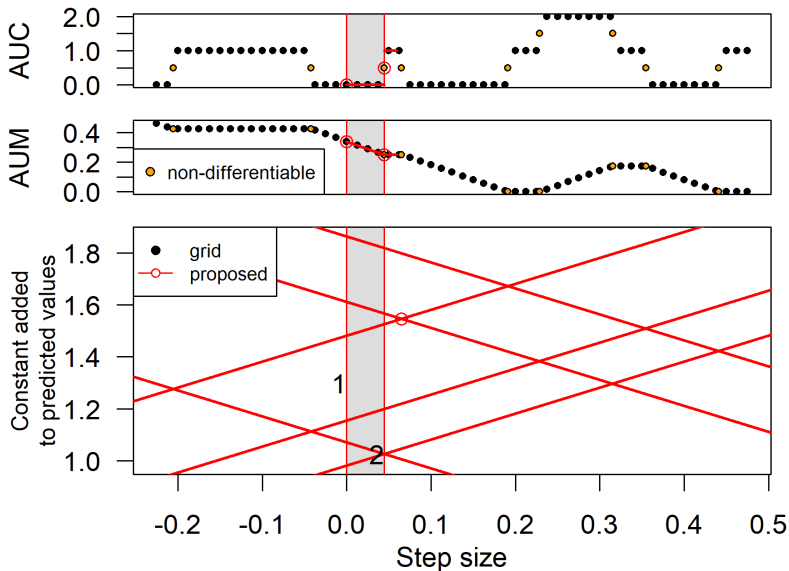 AUC
2.0
1.0
0.0
AUM
0.4
0.2
0.0
non-differentiable
Constant added
to predicted values
1.8
1.6
1.4
1.2
1.0
grid
proposed
1
2
-0.2 -0.1 0.0 0.1 0.2 0.3 0.4 0.5
Step size